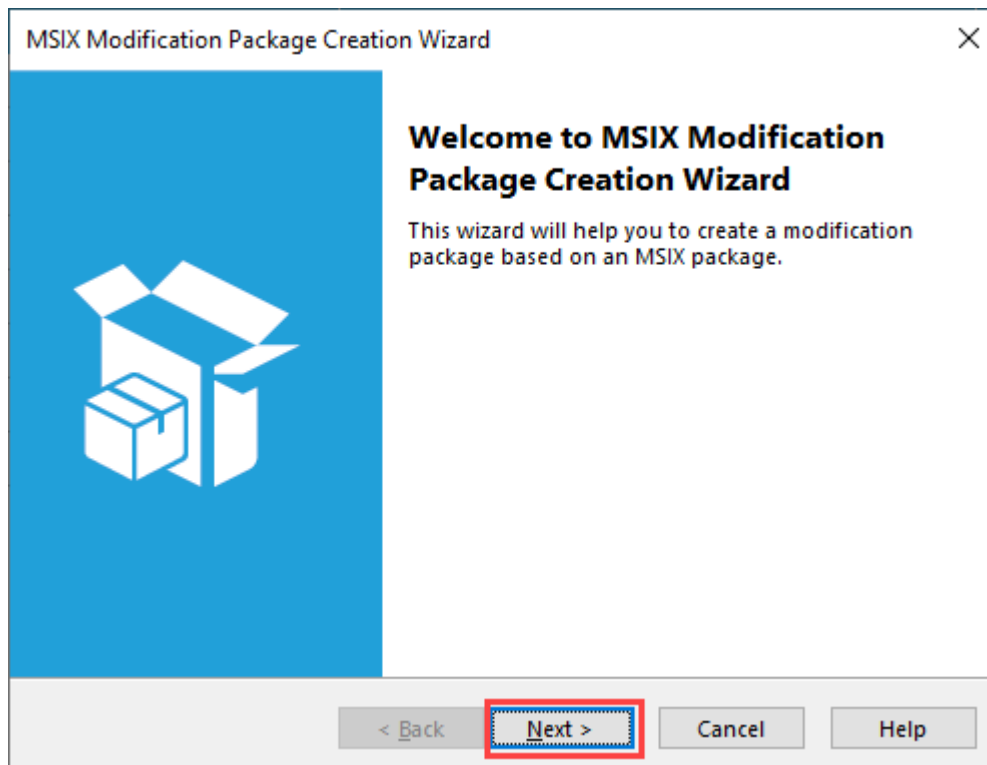 MSIX Modification Package Creation Wizard
Welcome to MSIX Modification
Package Creation Wizard
This wizard will help you to create a modification
package based on an MSIX package.
< Back
Next >
Cancel
Help